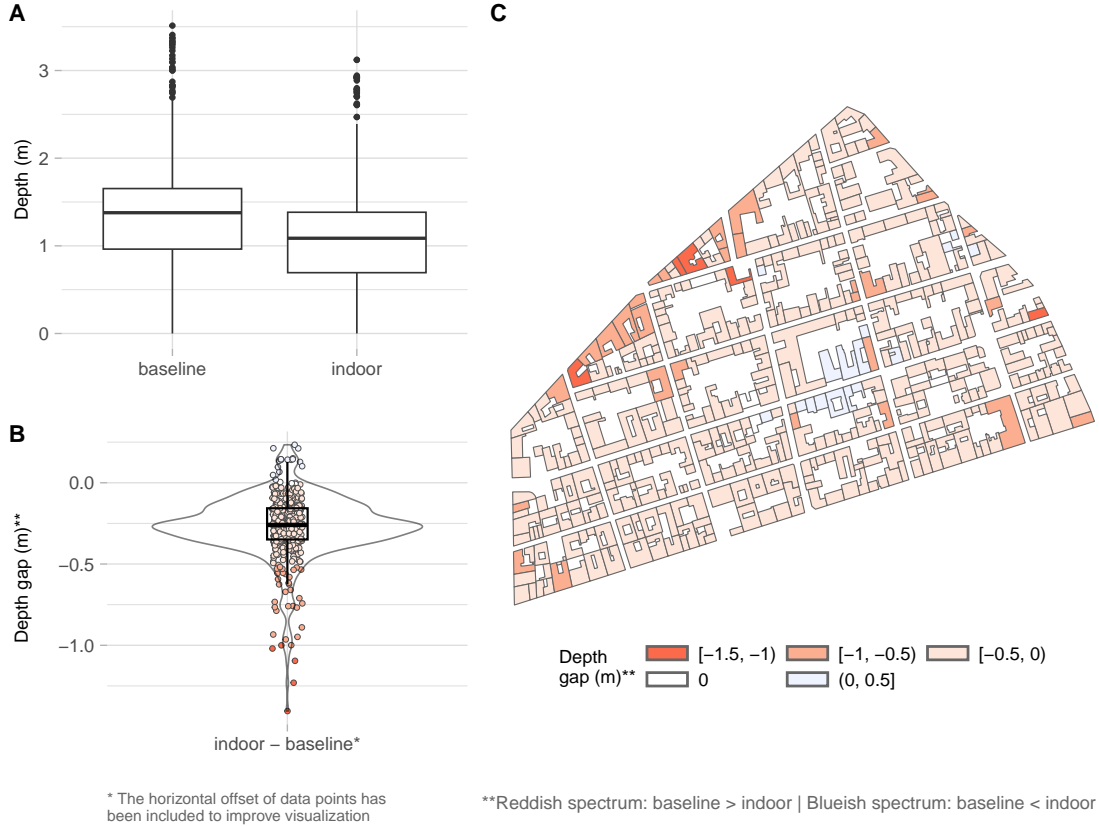 A
Depth (m)
3
2
1
0
baseline
indoor
B
Depth gap (m)**
0.0
−0.5
−1.0
indoor − baseline*
* The horizontal offset of data points has
been included to improve visualization
C
Depth
gap (m)**
[−1.5, −1)
[−1, −0.5)
[−0.5, 0)
0
(0, 0.5]
**Reddish spectrum: baseline > indoor | Blueish spectrum: baseline < indoor